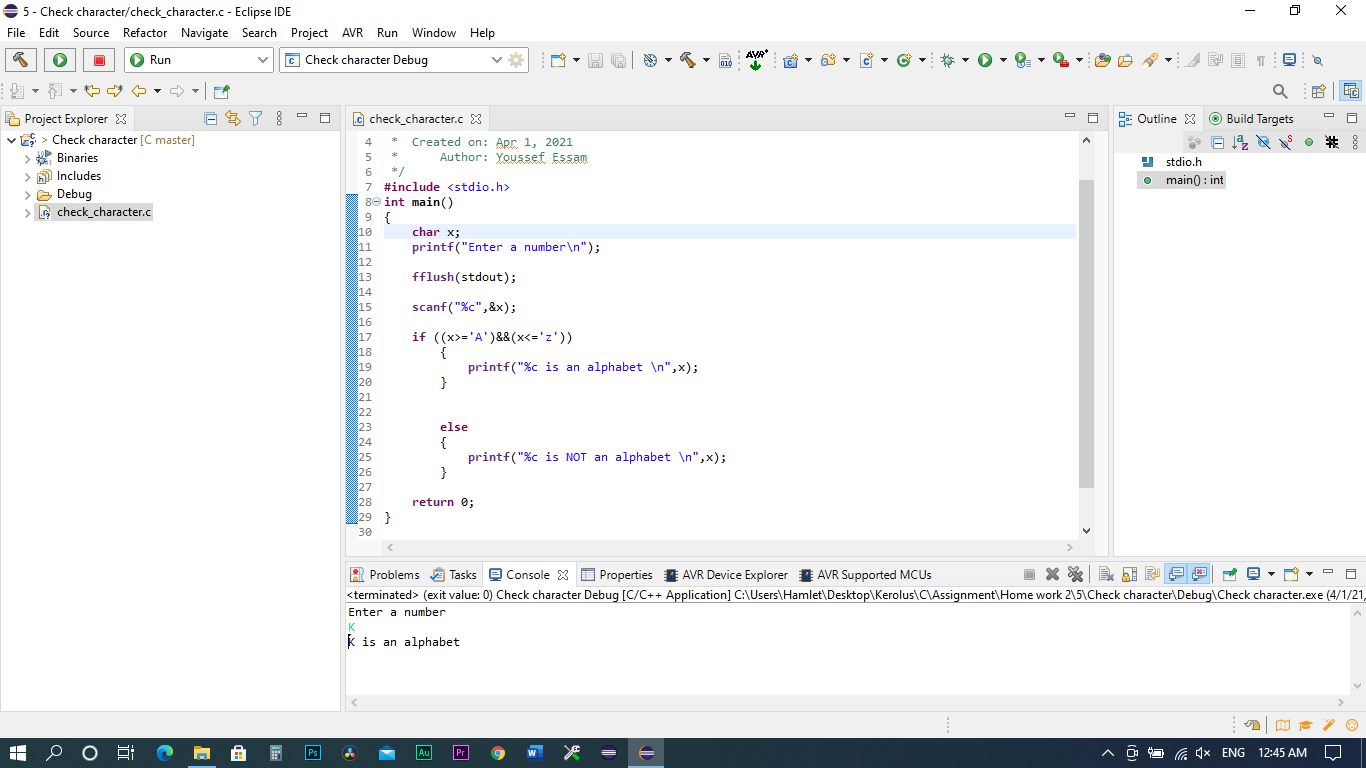 5 - Check character/check_character.c - Eclipse IDE
File Edit Source Refactor Navigate Search Project AVR Run Window Help
Run
Check character Debug
010
AVR
Project Explorer
> Check character [C master]
Binaries
Includes
Debug
check_character.c
check_character.c
4 * Created on: Apr 1, 2021
5 * Author: Youssef Essam
6 */
7 #include <stdio.h>
8 int main()
9 {
10 char x;
11 printf("Enter a number\n");
12
13 fflush(stdout);
14
15 scanf("%c",&x);
16
17 if ((x>='A')&&(x<='z'))
18 {
19 printf("%c is an alphabet \n",x);
20 }
21
22
23 else
24 {
25 printf("%c is NOT an alphabet \n",x);
26 }
27
28 return 0;
29 }
30
Outline Build Targets
stdio.h
main() : int
Problems Tasks Console Properties AVR Device Explorer AVR Supported MCUs
<terminated> (exit value: 0) Check character Debug [C/C++ Application] C:\Users\Hamlet\Desktop\Kerolus\C\Assignment\Home work 2\5\Check character\Debug\Check character.exe (4/1/21,
Enter a number
K
K is an alphabet
Ps Au Pr W
ENG 12:45 AM